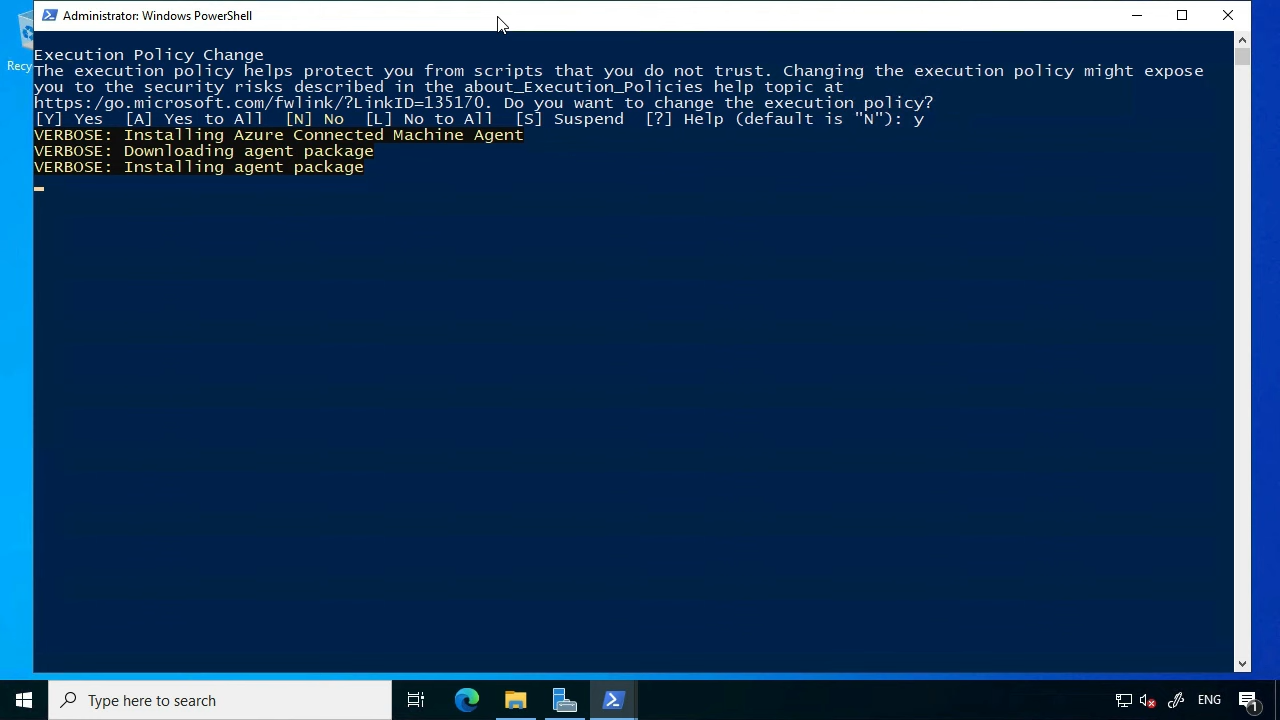 Administrator: Windows PowerShell
Recy
Execution Policy Change
The execution policy helps protect you from scripts that you do not trust. Changing the execution policy might expose
you to the security risks described in the about_Execution_Policies help topic at
https:/go.microsoft.com/fwlink/?LinkID=135170. Do you want to change the execution policy?
[Y] Yes  [A] Yes to All  [N] No  [L] No to All  [S] Suspend  [?] Help (default is "N"): y
VERBOSE: Installing Azure Connected Machine Agent
VERBOSE: Downloading agent package
VERBOSE: Installing agent package
Type here to search
ENG
1